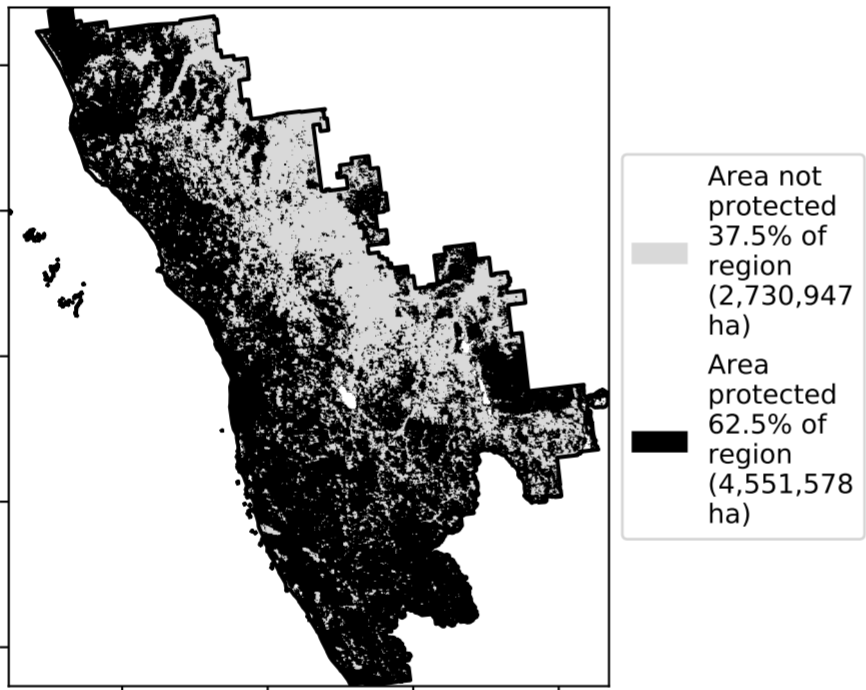 Area not
protected
37.5% of
region
(2,730,947
ha)
Area
protected
62.5% of
region
(4,551,578
ha)